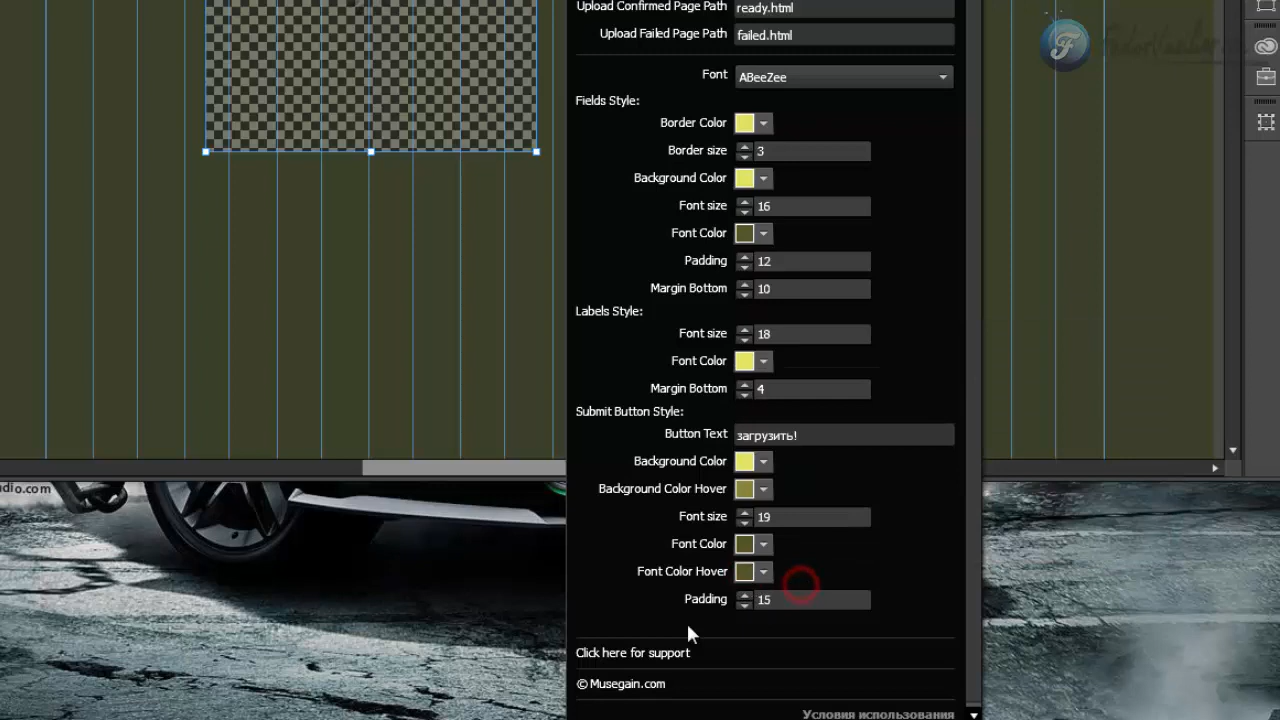 Upload Confirmed Page Path ready.html
Upload Failed Page Path failed.html
Font ABeeZee
Fields Style:
Border Color
Border size 3
Background Color
Font size 16
Font Color
Padding 12
Margin Bottom 10
Labels Style:
Font size 18
Font Color
Margin Bottom 4
Submit Button Style:
Button Text загрузить!
Background Color
dio.com
Background Color Hover
Font size 19
Font Color
Font Color Hover
Padding 15
Click here for support
© Musegain.com
Условия использования